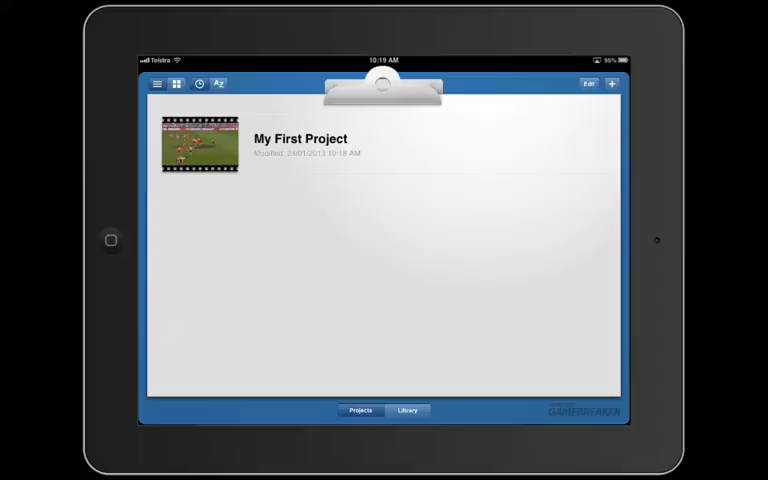 Telstra
10:19 AM
95%
AZ
Edit
+
My First Project
Modified: 24/01/2013 10:18 AM
Projects
Library
GAMEBREAKER